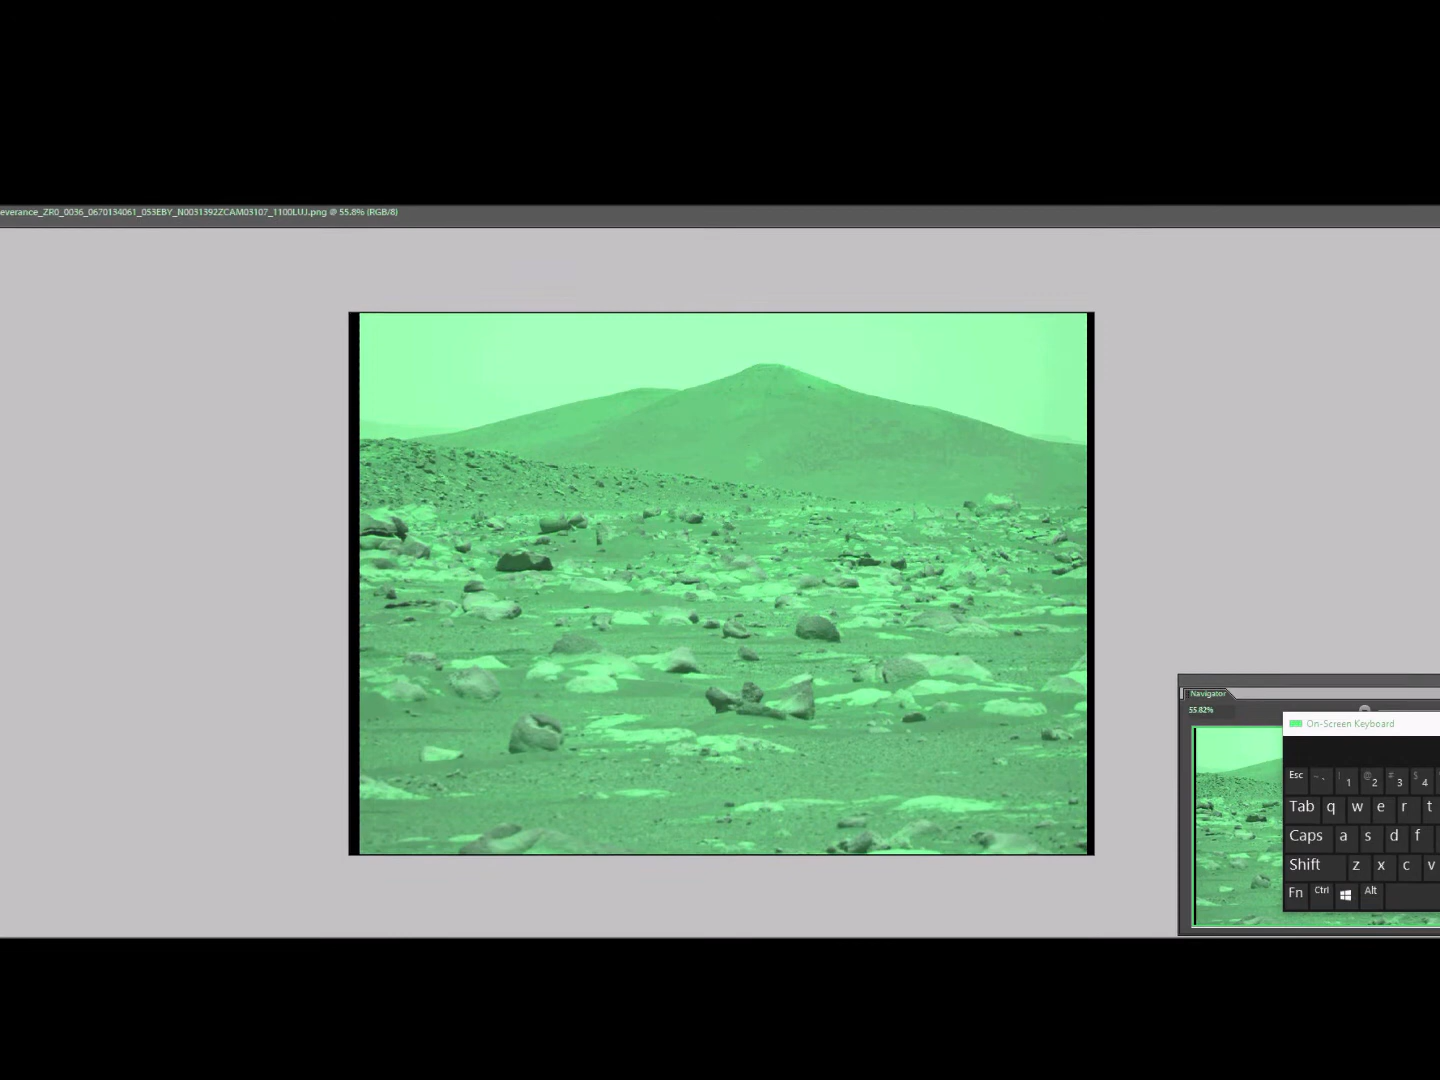 everance_ZR0_0036_0670134061_053EBY_N0031392ZCAM03107_1100LUJ.png @ 55.8% (RGB/8)
Navigator
55.82%
On-Screen Keyboard
Esc ~ ` ! 1 @ 2 # 3 $ 4
Tab q w e r t
Caps a s d f
Shift z x c v
Fn Ctrl Alt